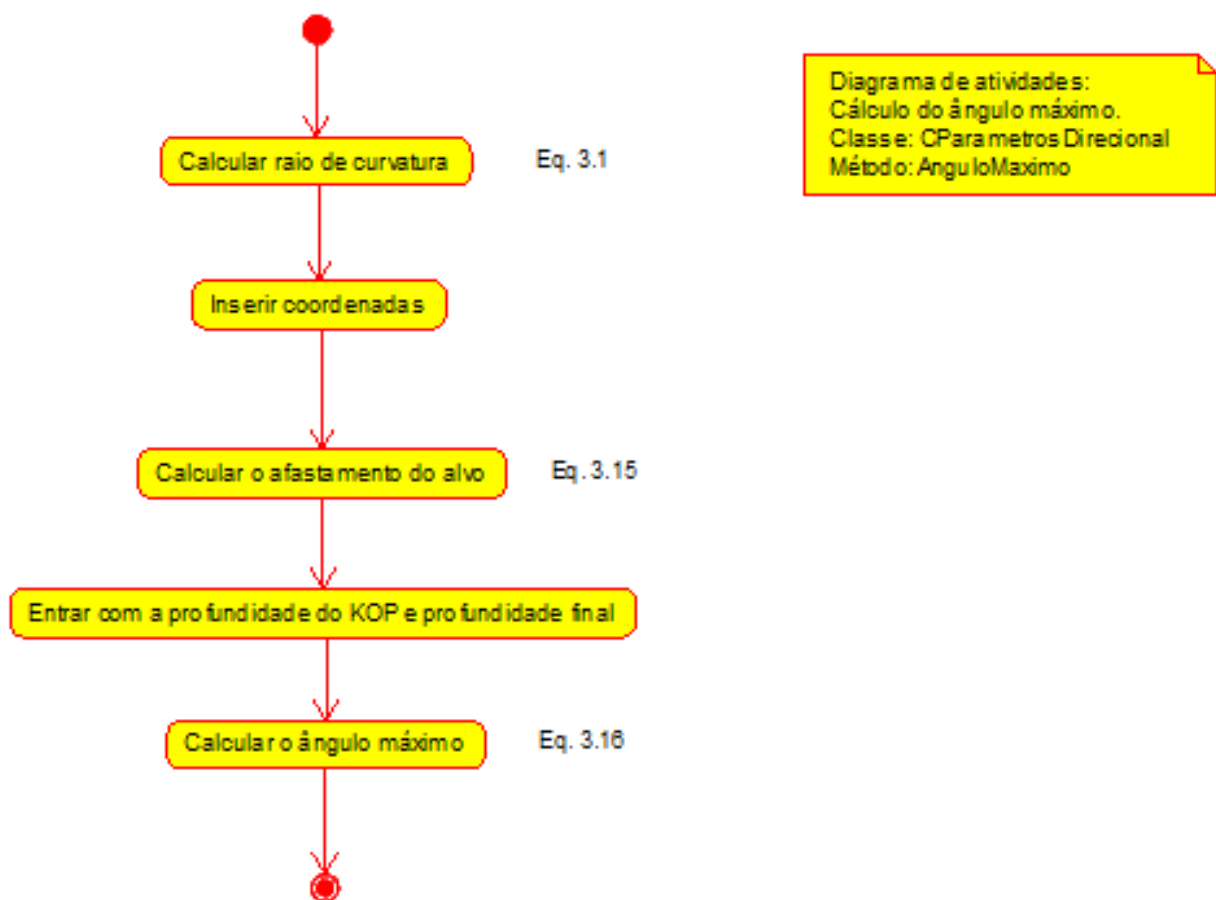 Diagrama de atividades:
Cálculo do ângulo máximo.
Classe: CParametrosDirecional
Método: AnguloMaximo
Calcular raio de curvatura
Eq. 3.1
Inserir coordenadas
Calcular o afastamento do alvo
Eq. 3.15
Entrar com a profundidade do KOP e profundidade final
Calcular o ângulo máximo
Eq. 3.16